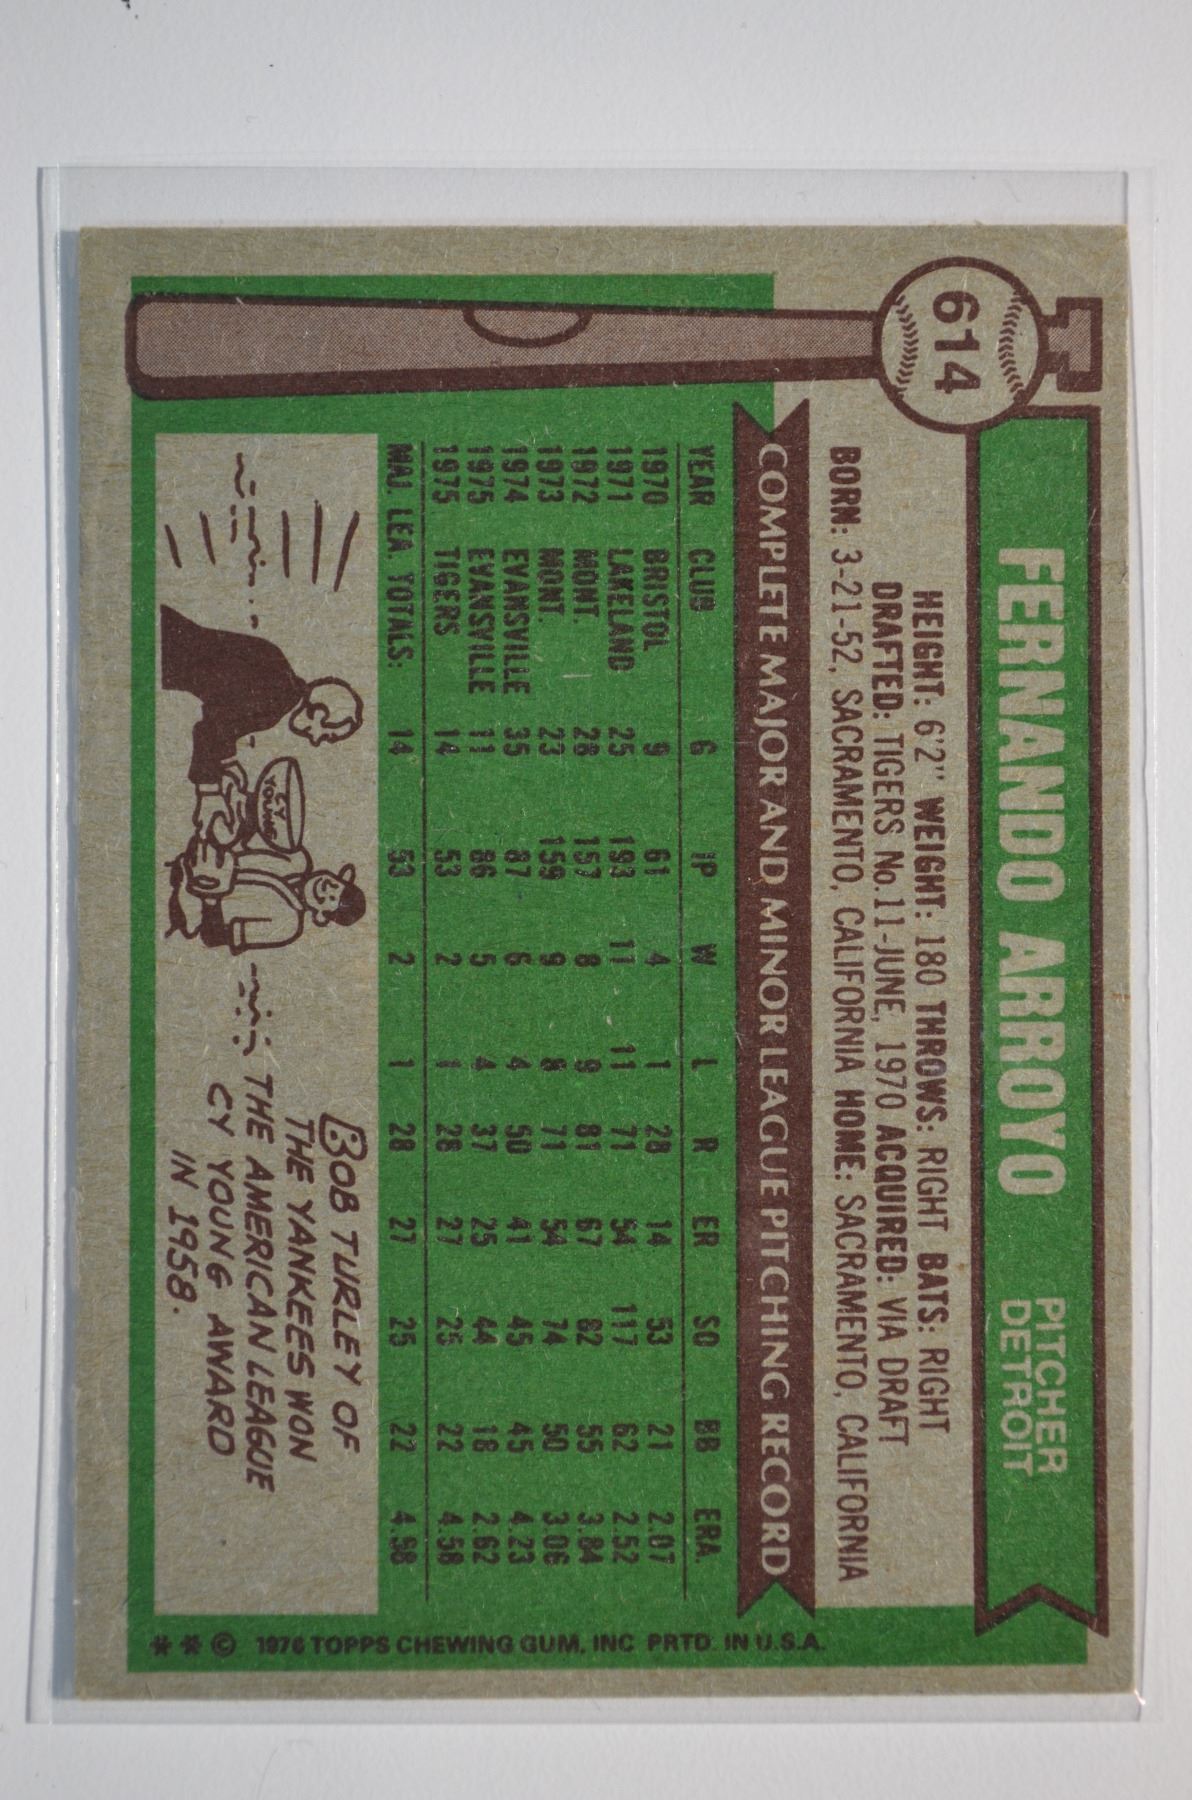 614
FERNANDO ARROYO
PITCHER
DETROIT
HEIGHT: 6'2" WEIGHT: 180 THROWS: RIGHT BATS: RIGHT
DRAFTED: TIGERS No. 11-JUNE, 1970 ACQUIRED: VIA DRAFT
BORN: 3-21-52, SACRAMENTO, CALIFORNIA HOME: SACRAMENTO, CALIFORNIA
COMPLETE MAJOR AND MINOR LEAGUE PITCHING RECORD
YEAR CLUB G IP W L R ER SO BB ERA.
1970 BRISTOL 9 61 4 1 28 14 53 21 2.07
1971 LAKELAND 25 193 11 11 71 54 117 62 2.52
1972 MONT. 28 157 8 9 81 67 82 55 3.84
1973 MONT. 23 159 9 8 71 54 74 50 3.06
1974 EVANSVILLE 35 87 6 4 50 41 45 45 4.23
1975 EVANSVILLE 11 86 5 4 37 25 44 18 2.62
1975 TIGERS 14 53 2 1 28 27 25 22 4.58
MAJ. LEA. TOTALS: 14 53 2 1 28 27 25 22 4.58
CY
YOUNG
BOB TURLEY OF
THE YANKEES WON
THE AMERICAN LEAGUE
CY YOUNG AWARD
IN 1958.
* * © 1976 TOPPS CHEWING GUM, INC PRTD. IN U.S.A.